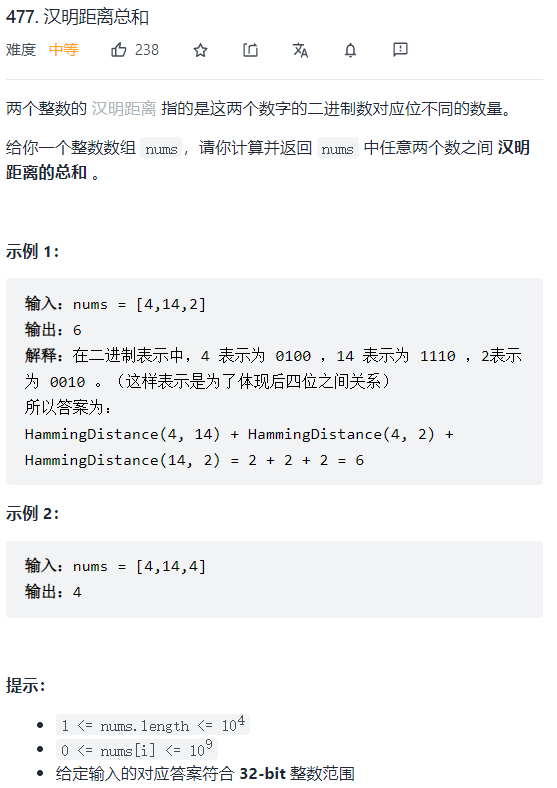 477. 汉明距离总和
难度 中等 238
两个整数的 汉明距离 指的是这两个数字的二进制数对应位不同的数量。
给你一个整数数组 nums，请你计算并返回 nums 中任意两个数之间 汉明
距离的总和 。
示例 1：
输入：nums = [4,14,2]
输出：6
解释：在二进制表示中，4 表示为 0100 ，14 表示为 1110 ，2表示
为 0010 。（这样表示是为了体现后四位之间关系）
所以答案为：
HammingDistance(4, 14) + HammingDistance(4, 2) +
HammingDistance(14, 2) = 2 + 2 + 2 = 6
示例 2：
输入：nums = [4,14,4]
输出：4
提示：
1 <= nums.length <= 10⁴
0 <= nums[i] <= 10⁹
给定输入的对应答案符合 32-bit 整数范围